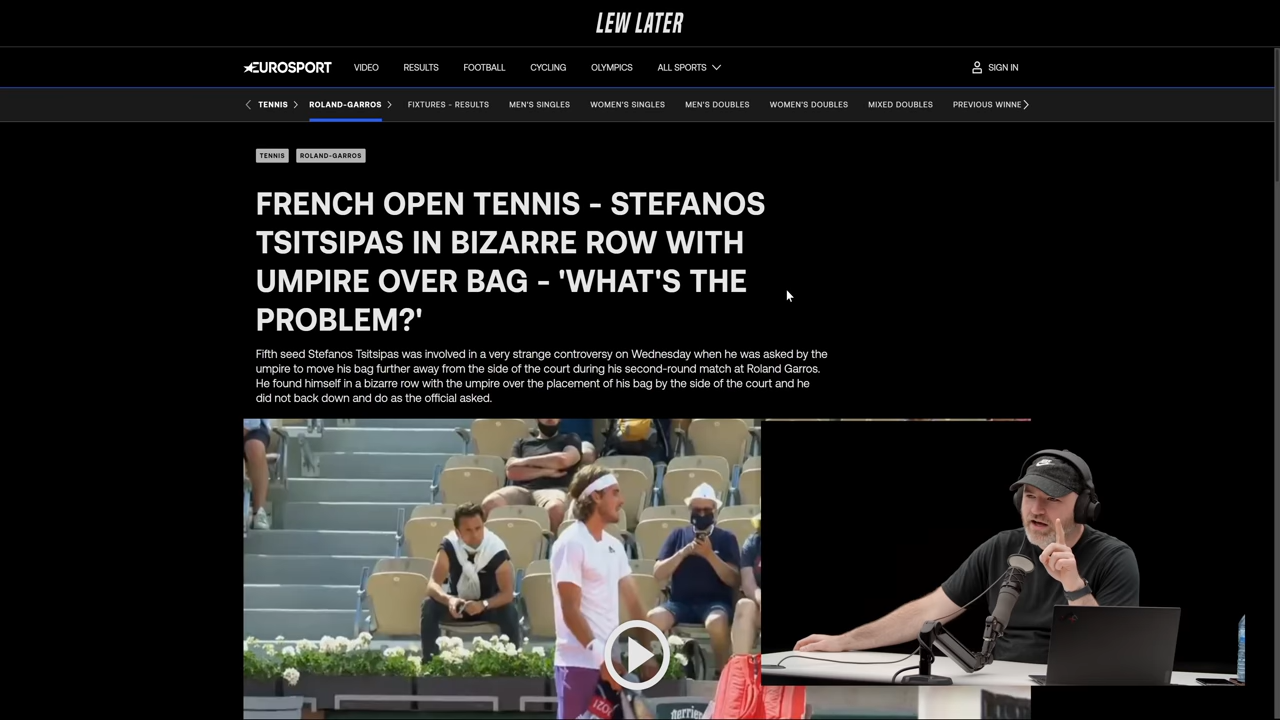 LEW LATER
EUROSPORT VIDEO RESULTS FOOTBALL CYCLING OLYMPICS ALL SPORTS SIGN IN
TENNIS ROLAND-GARROS FIXTURES - RESULTS MEN'S SINGLES WOMEN'S SINGLES MEN'S DOUBLES WOMEN'S DOUBLES MIXED DOUBLES PREVIOUS WINNE
TENNIS ROLAND-GARROS
FRENCH OPEN TENNIS - STEFANOS
TSITSIPAS IN BIZARRE ROW WITH
UMPIRE OVER BAG - 'WHAT'S THE
PROBLEM?'
Fifth seed Stefanos Tsitsipas was involved in a very strange controversy on Wednesday when he was asked by the
umpire to move his bag further away from the side of the court during his second-round match at Roland Garros.
He found himself in a bizarre row with the umpire over the placement of his bag by the side of the court and he
did not back down and do as the official asked.
perrier